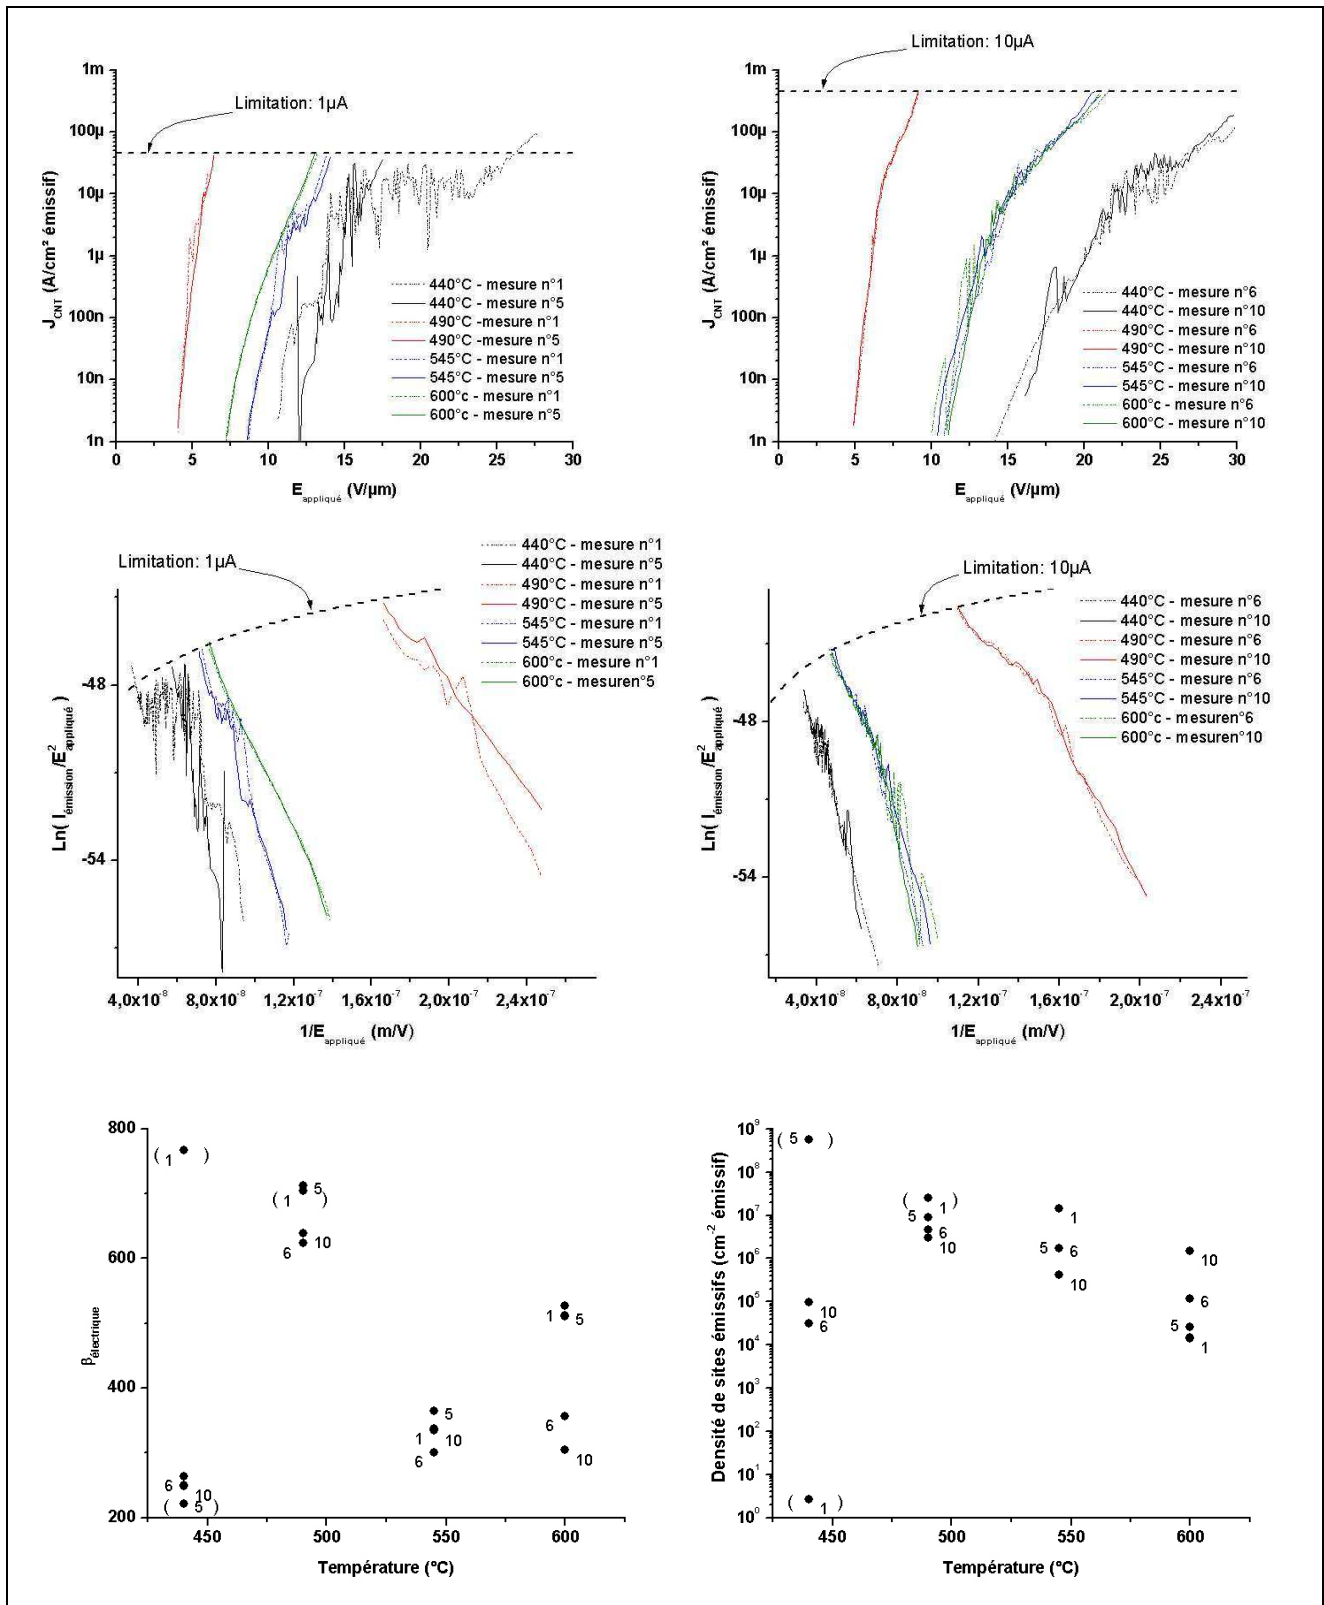 Limitation: 1µA
1m
100µ
10µ
1µ
100n
10n
1n
J_CNT (A/cm² émissif)
440°C - mesure n°1
440°C - mesure n°5
490°C -mesure n°1
490°C -mesure n°5
545°C - mesure n°1
545°C - mesure n°5
600°c - mesure n°1
600°c - mesure n°5
0 5 10 15 20 25 30
E_appliqué (V/µm)
Limitation: 10µA
1m
100µ
10µ
1µ
100n
10n
1n
J_CNT (A/cm² émissif)
440°C - mesure n°6
440°C - mesure n°10
490°C - mesure n°6
490°C - mesure n°10
545°C - mesure n°6
545°C - mesure n°10
600°c - mesure n°6
600°C - mesure n°10
0 5 10 15 20 25 30
E_appliqué (V/µm)
Limitation: 1µA
440°C - mesure n°1
440°C - mesure n°5
490°C - mesure n°1
490°C - mesure n°5
545°C - mesure n°1
545°C - mesure n°5
600°c - mesure n°1
600°c - mesuren°5
-48
-54
Ln( I_émission/E²_appliqué)
4,0x10⁻⁸ 8,0x10⁻⁸ 1,2x10⁻⁷ 1,6x10⁻⁷ 2,0x10⁻⁷ 2,4x10⁻⁷
1/E_appliqué (m/V)
Limitation: 10µA
440°C - mesure n°6
440°C - mesure n°10
490°C - mesure n°6
490°C - mesure n°10
545°C - mesure n°6
545°C - mesure n°10
600°c - mesuren°6
600°c - mesuren°10
-48
-54
Ln( I_émission/E²_appliqué)
4,0x10⁻⁸ 8,0x10⁻⁸ 1,2x10⁻⁷ 1,6x10⁻⁷ 2,0x10⁻⁷ 2,4x10⁻⁷
1/E_appliqué (m/V)
800
600
400
200
β_électrique
( 1 )
6
10
( 5 )
5
( 1 )
10
6
5
1 10
6
1 5
6
10
450 500 550 600
Température (°C)
10⁹
10⁸
10⁷
10⁶
10⁵
10⁴
10³
10²
10¹
10⁰
Densité de sites émissifs (cm⁻² émissif)
( 5 )
10
6
( 1 )
( 1 )
5
6
10
1
5 6
10
10
6
5
1
450 500 550 600
Température (°C)